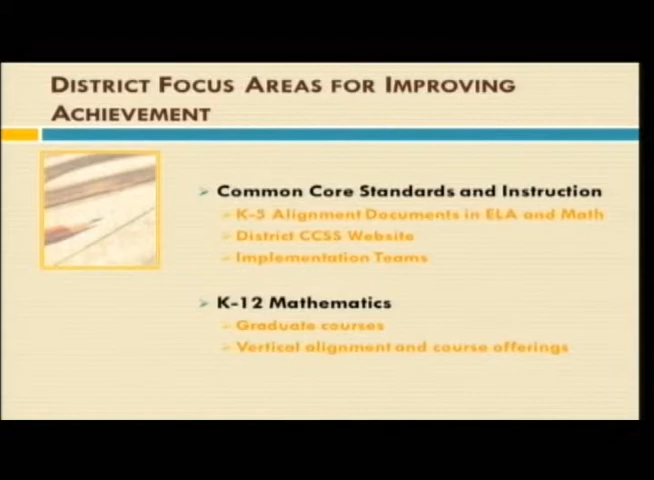 DISTRICT FOCUS AREAS FOR IMPROVING
ACHIEVEMENT
Common Core Standards and Instruction
K-5 Alignment Documents in ELA and Math
District CCSS Website
Implementation Teams
K-12 Mathematics
Graduate courses
Vertical alignment and course offerings